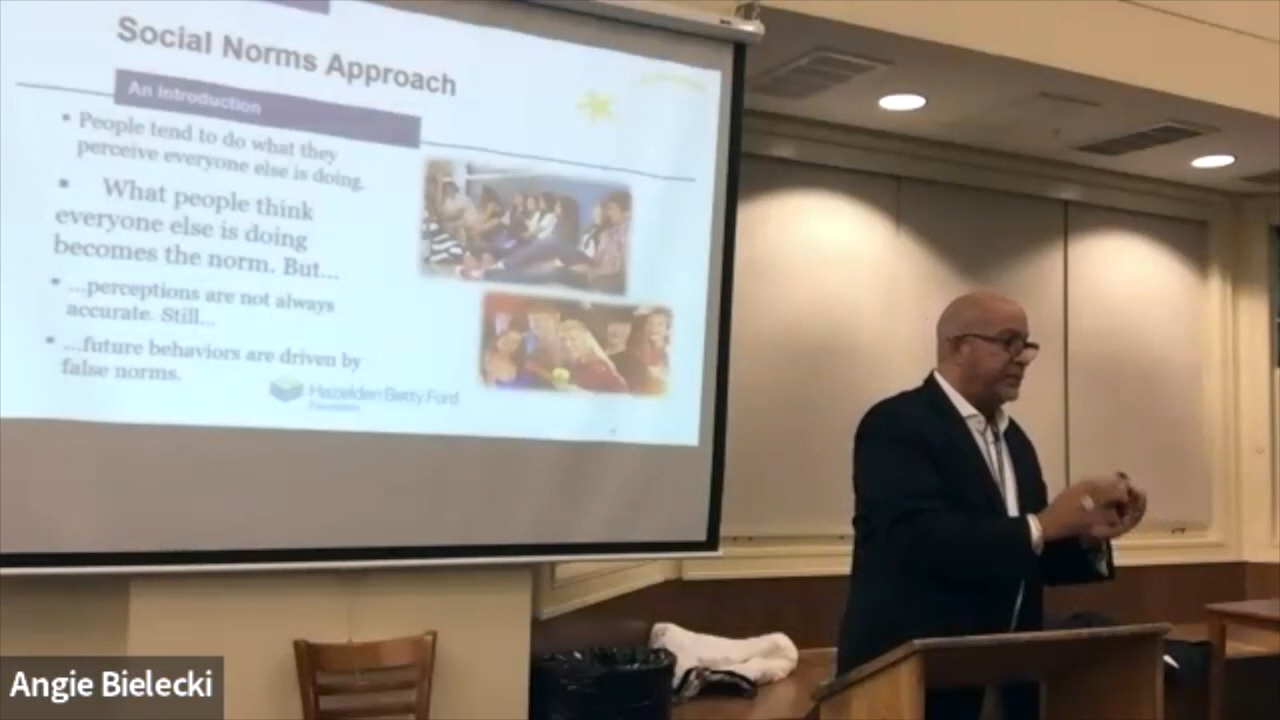 Social Norms Approach
An Introduction
• People tend to do what they
perceive everyone else is doing.
▪ What people think
everyone else is doing
becomes the norm. But...
• ...perceptions are not always
accurate. Still...
• ...future behaviors are driven by
false norms.
Hazelden Betty Ford
Foundation
Angie Bielecki